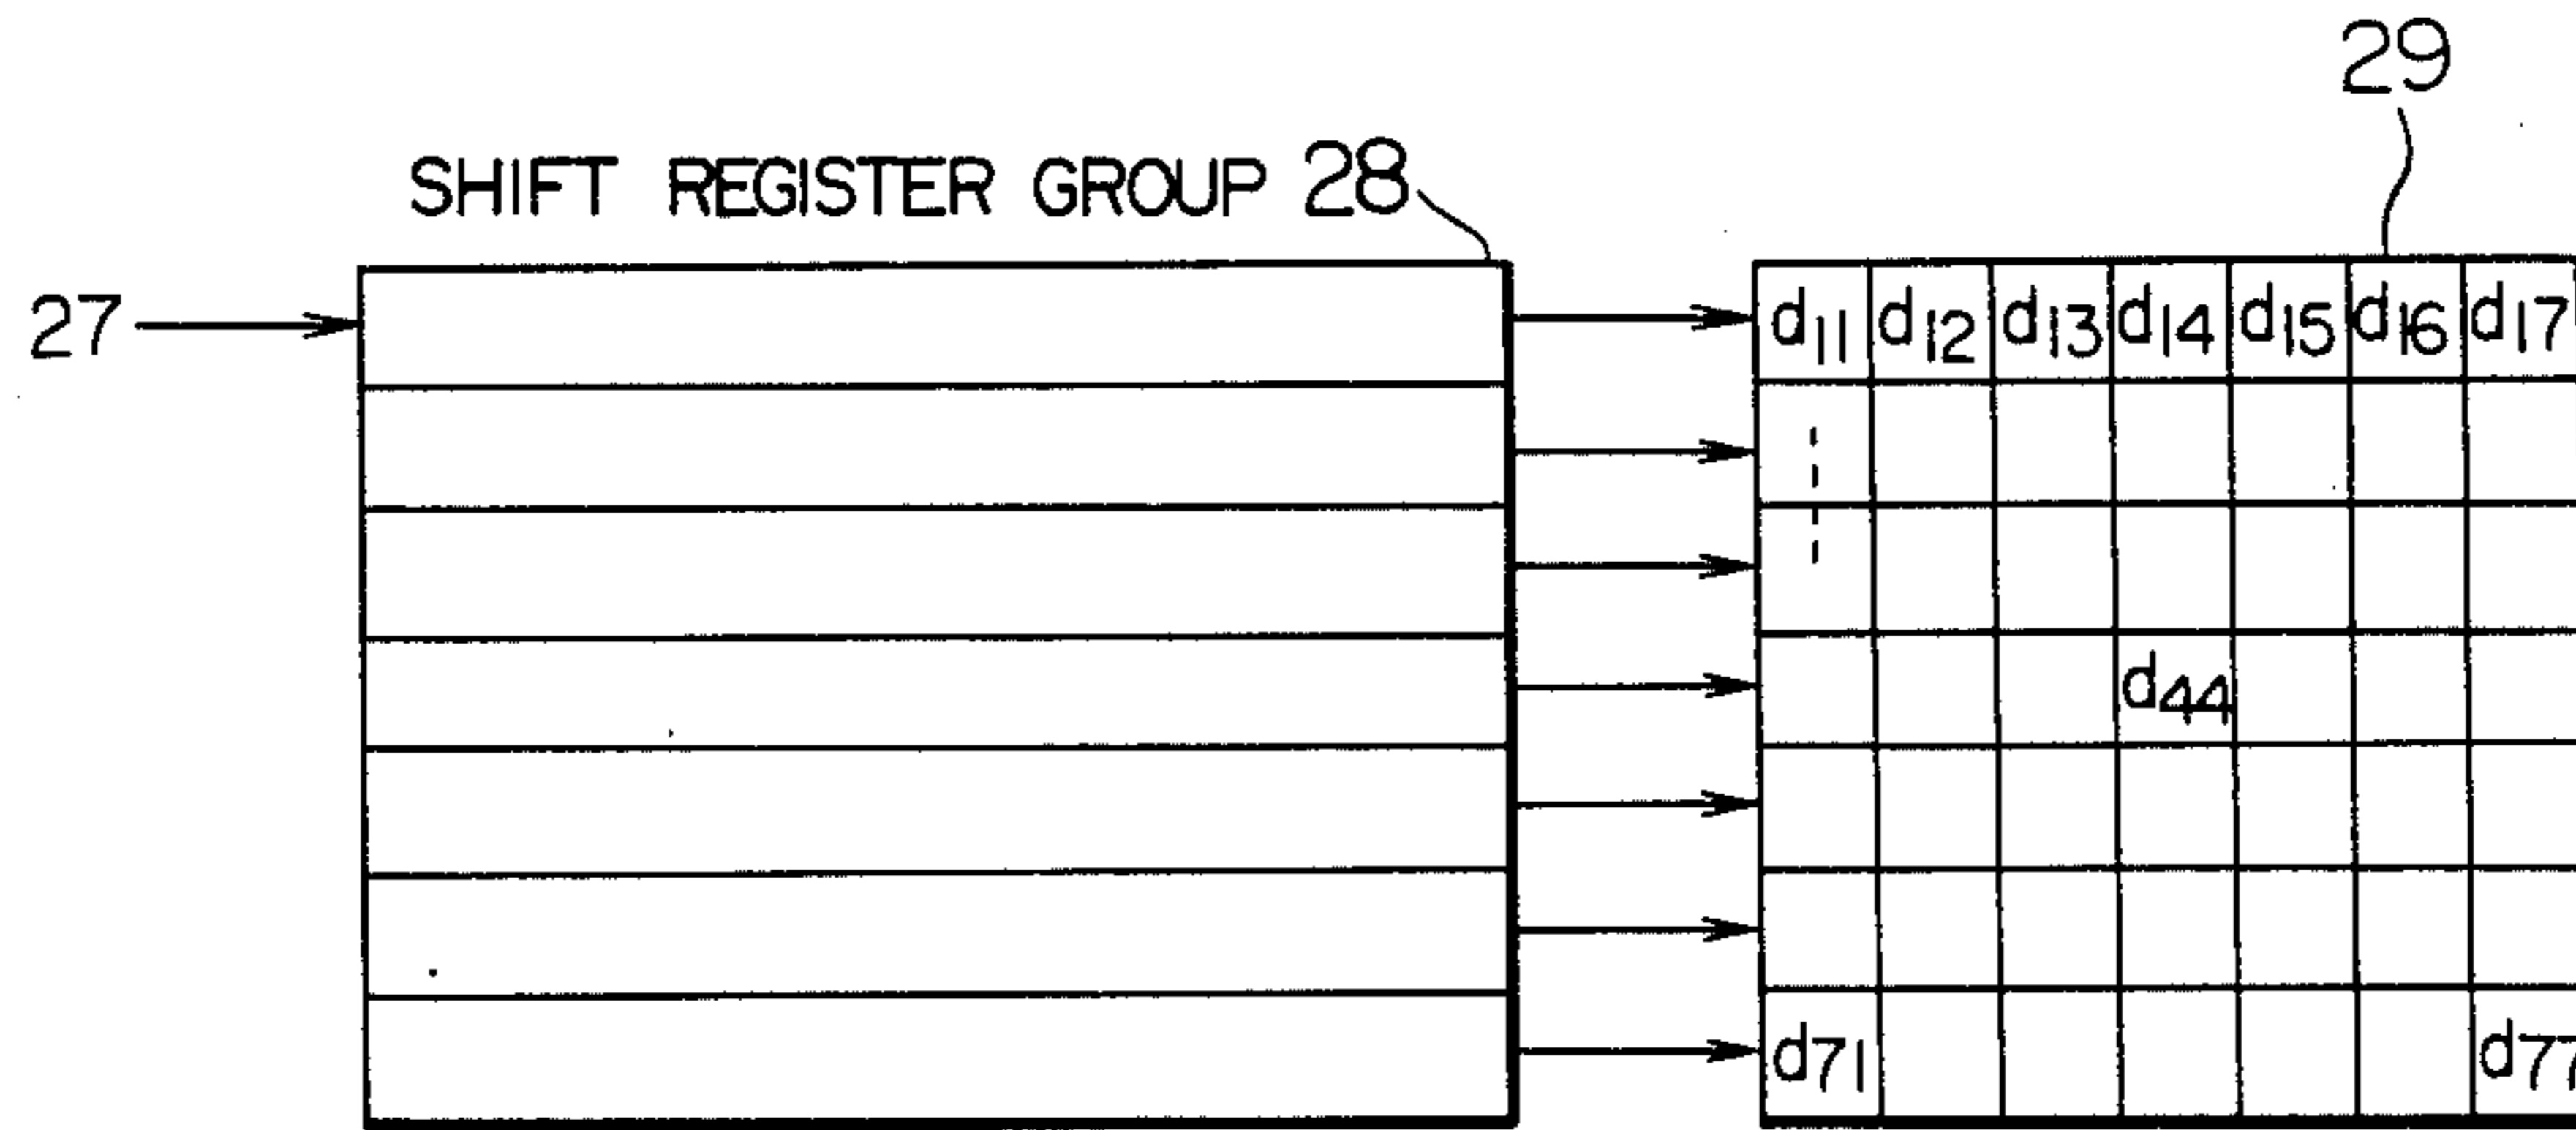 29
SHIFT REGISTER GROUP 28
27
d11 d12 d13 d14 d15 d16 d17
d44
d71 d77